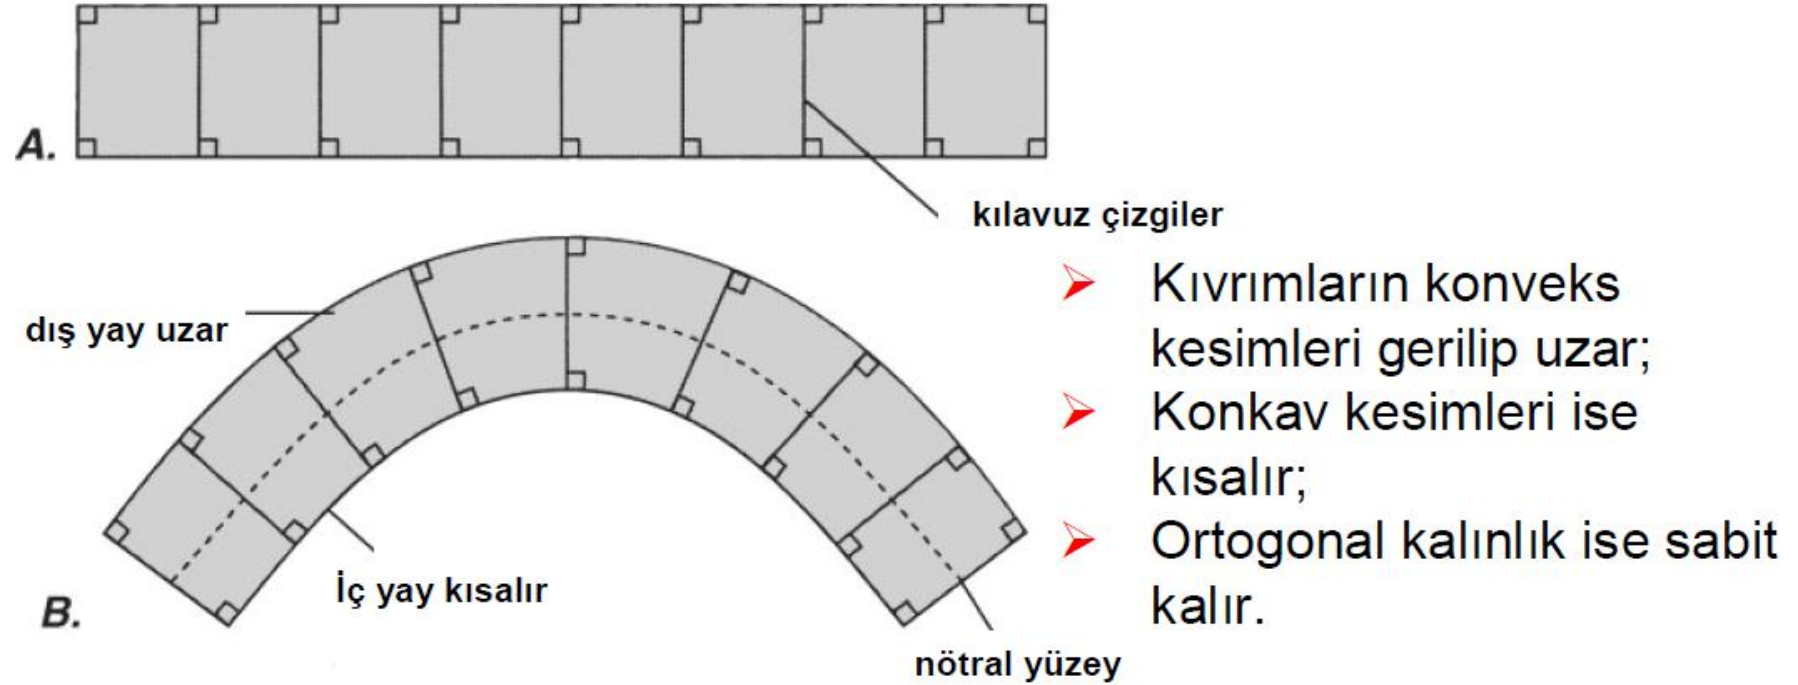 A.
kılavuz çizgiler
dış yay uzar
İç yay kısalır
B.
nötral yüzey
Kıvrımların konveks
kesimleri gerilip uzar;
Konkav kesimleri ise
kısalır;
Ortogonal kalınlık ise sabit
kalır.